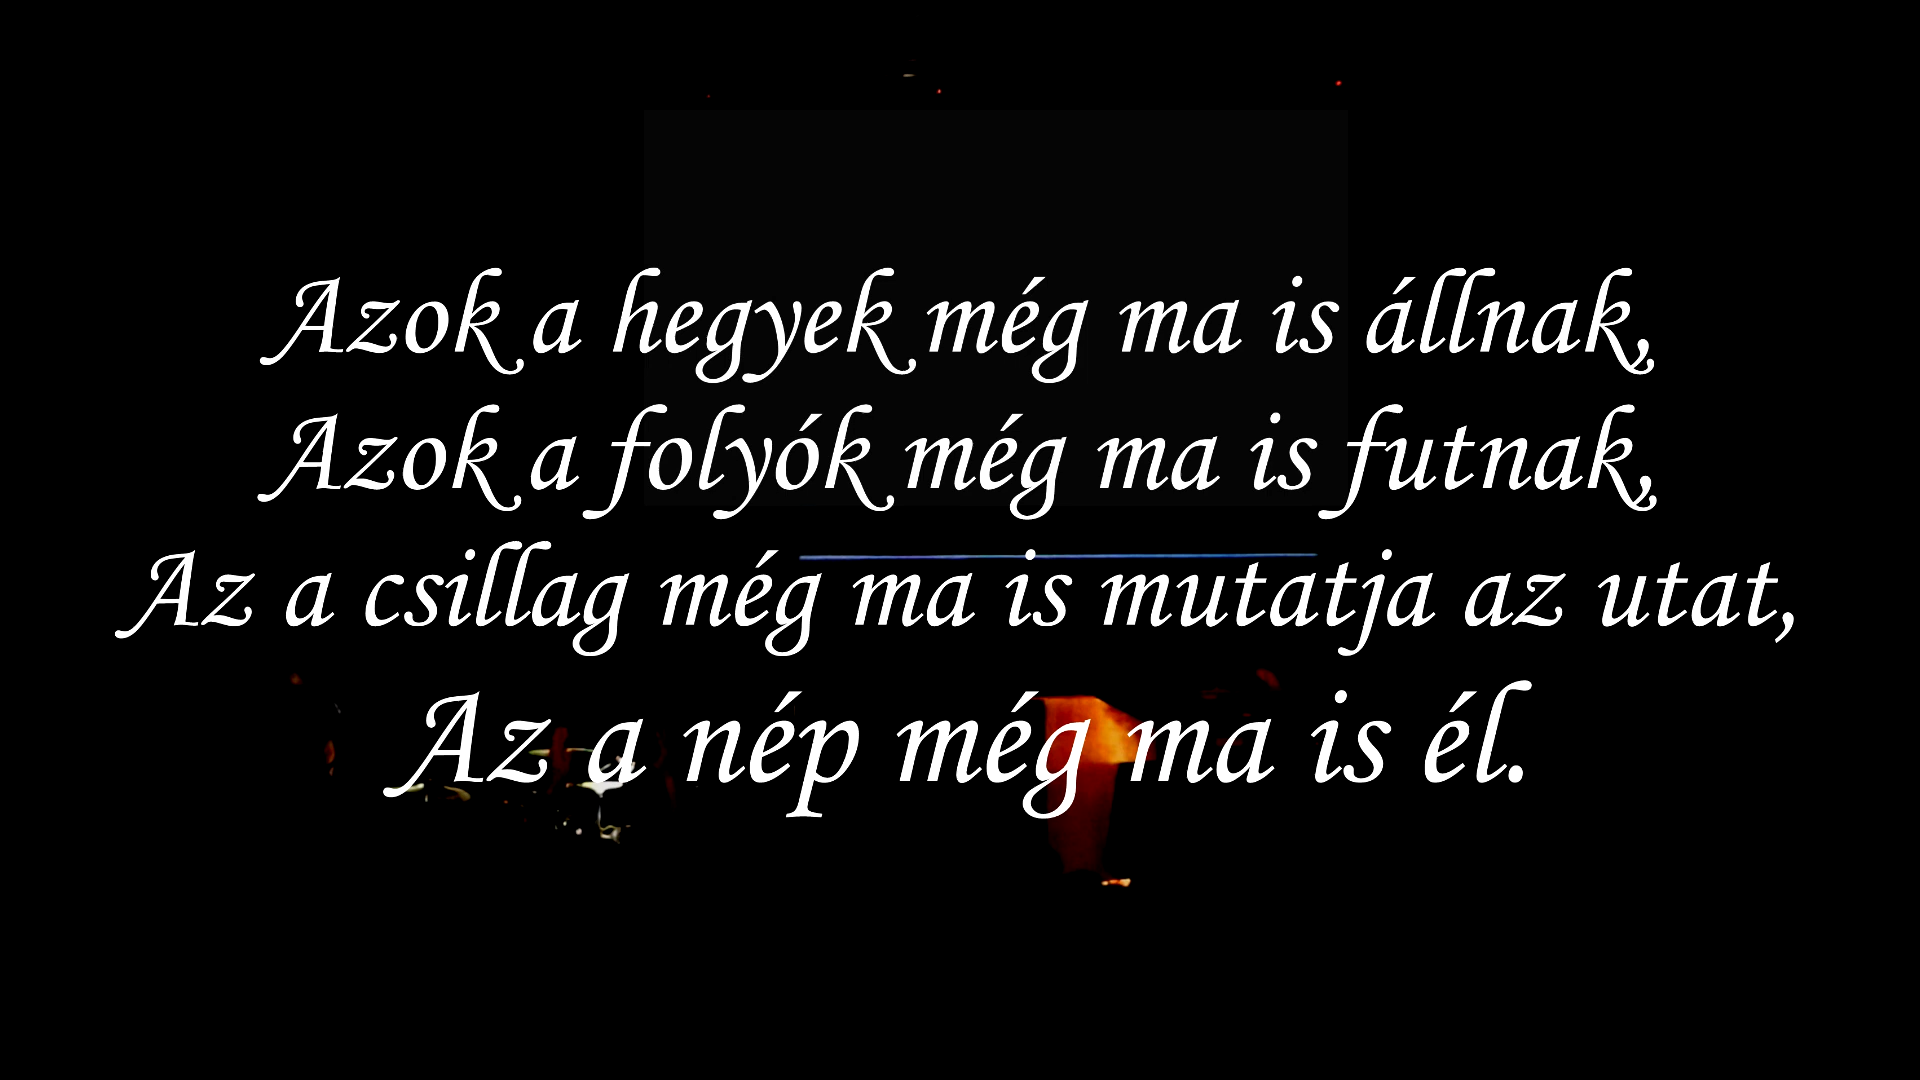 Azok a hegyek még ma is állnak,
Azok a folyók még ma is futnak,
Az a csillag még ma is mutatja az utat,
Az a nép még ma is él.